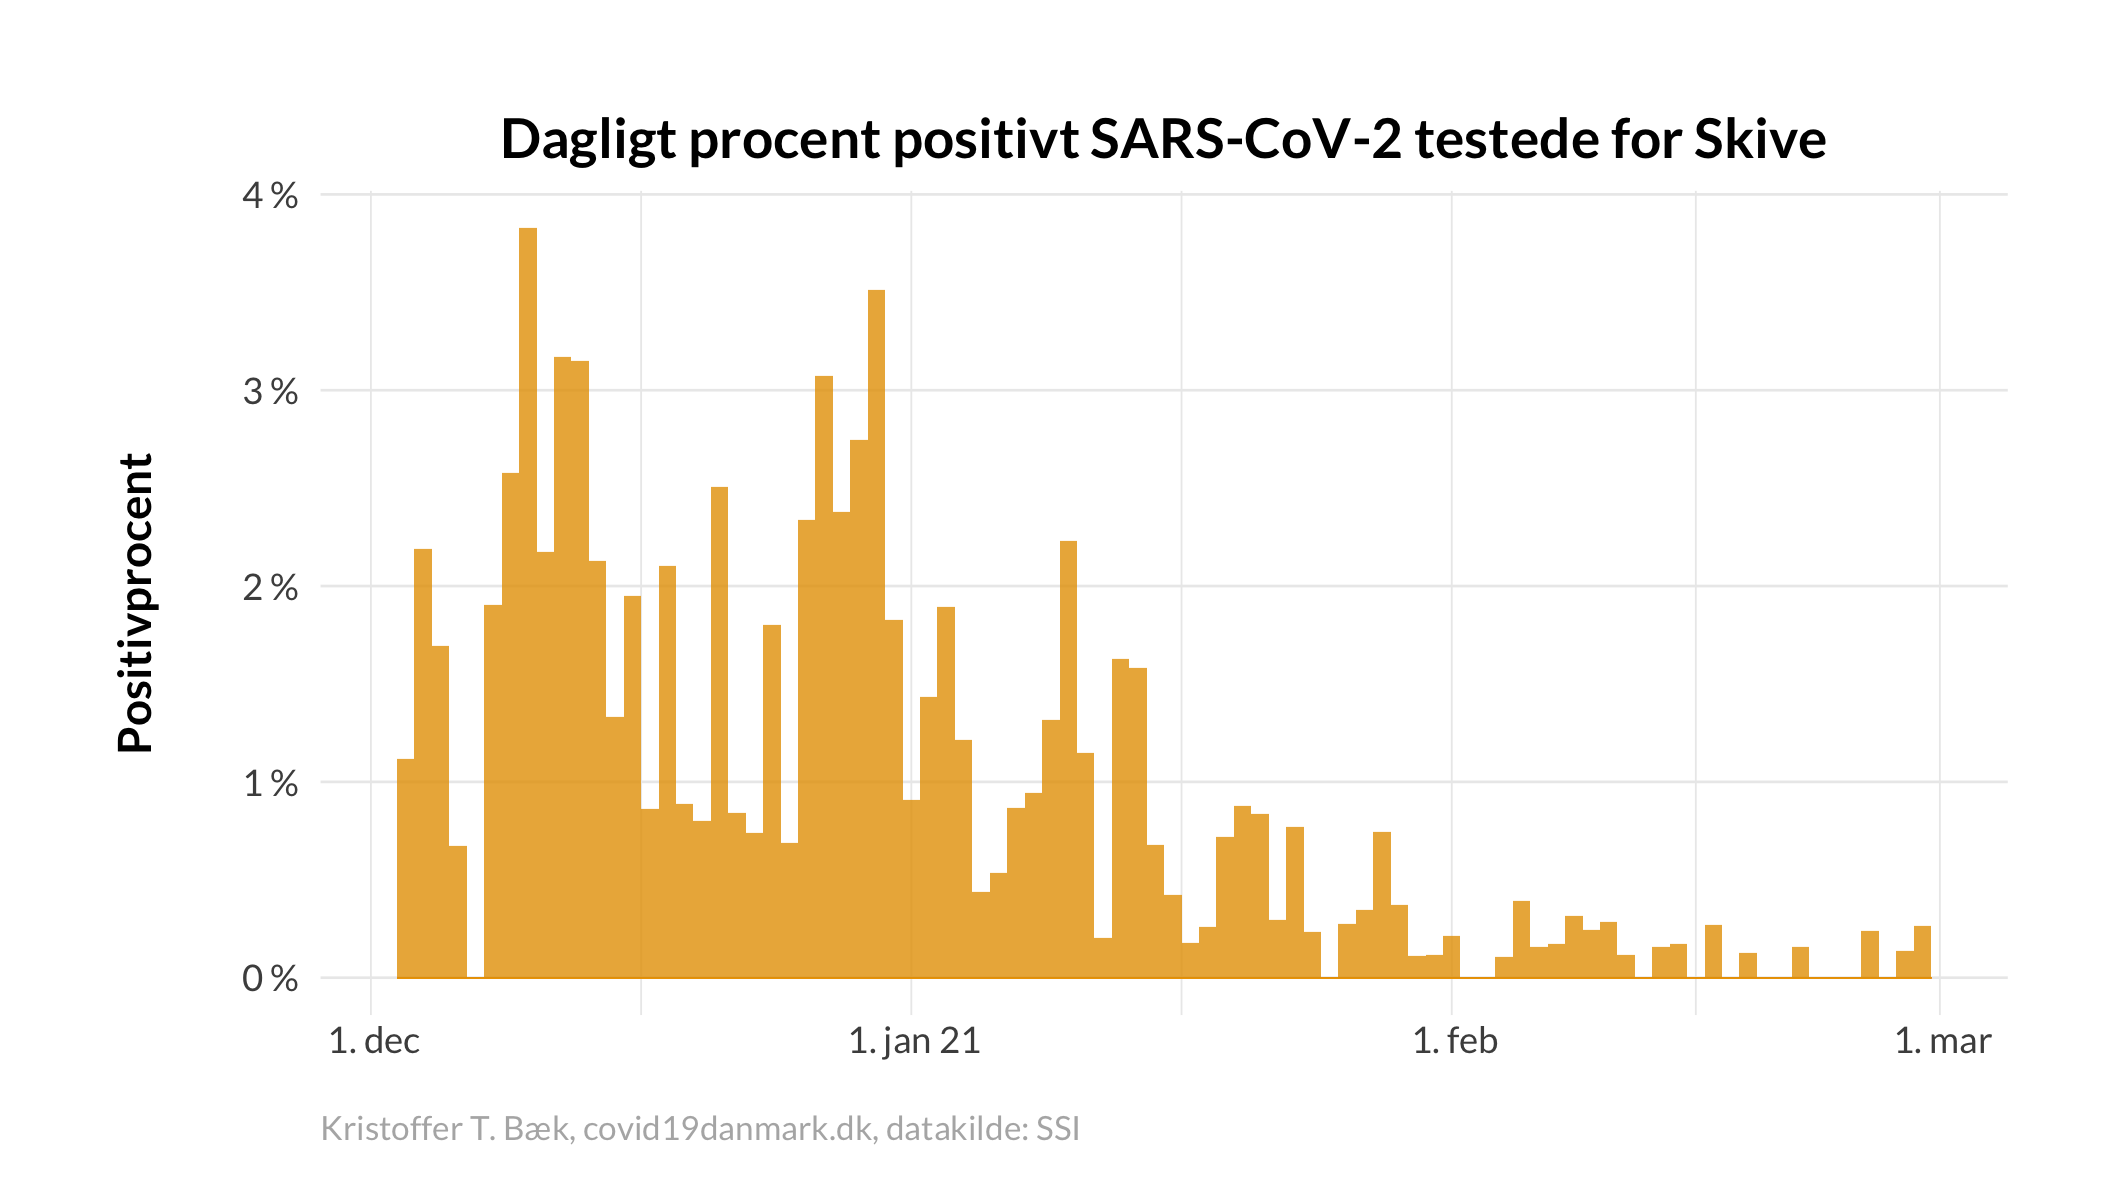 Dagligt procent positivt SARS-CoV-2 testede for Skive
4 %
3 %
2 %
1 %
0 %
Positivprocent
1. dec
1. jan 21
1. feb
1. mar
Kristoffer T. Bæk, covid19danmark.dk, datakilde: SSI